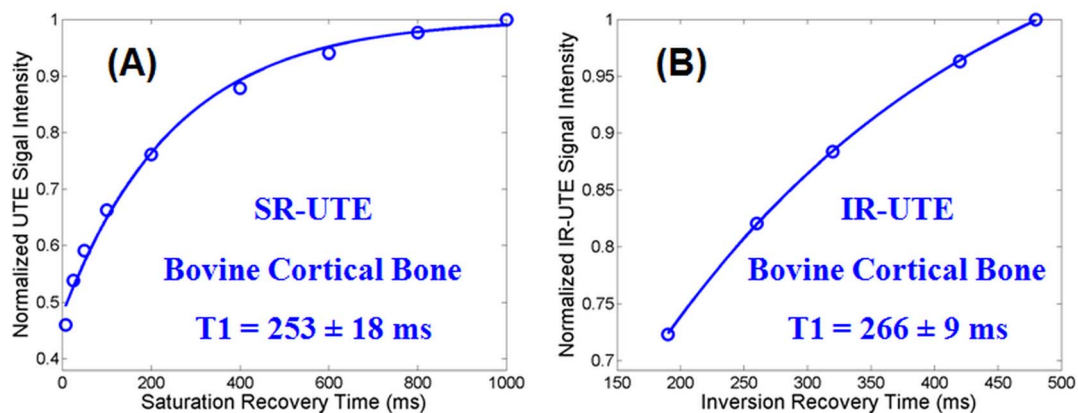 (A)
Normalized UTE Sigal Intensity
1
0.9
0.8
0.7
0.6
0.5
0.4
SR-UTE
Bovine Cortical Bone
T1 = 253 ± 18 ms
0 200 400 600 800 1000
Saturation Recovery Time (ms)
(B)
Normalized IR-UTE Signal Intensity
1
0.95
0.9
0.85
0.8
0.75
0.7
IR-UTE
Bovine Cortical Bone
T1 = 266 ± 9 ms
150 200 250 300 350 400 450 500
Inversion Recovery Time (ms)